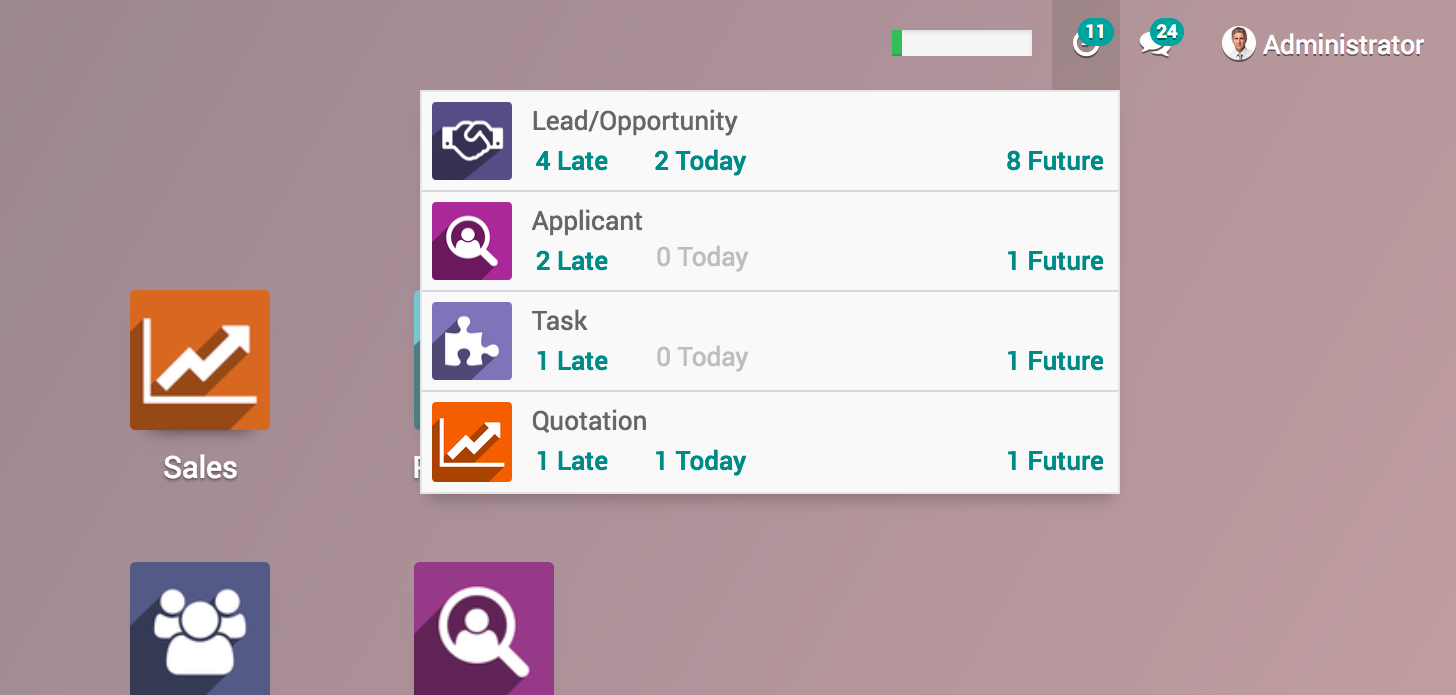 11
24
Administrator
Lead/Opportunity
4 Late 2 Today 8 Future
Applicant
2 Late 0 Today 1 Future
Task
1 Late 0 Today 1 Future
Quotation
1 Late 1 Today 1 Future
Sales